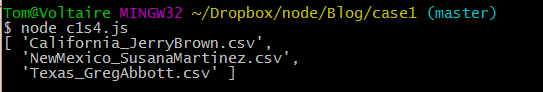 Tom@Voltaire MINGW32 ~/Dropbox/node/Blog/case1 (master)
$ node c1s4.js
[ 'California_JerryBrown.csv',
  'NewMexico_SusanaMartinez.csv',
  'Texas_GregAbbott.csv' ]